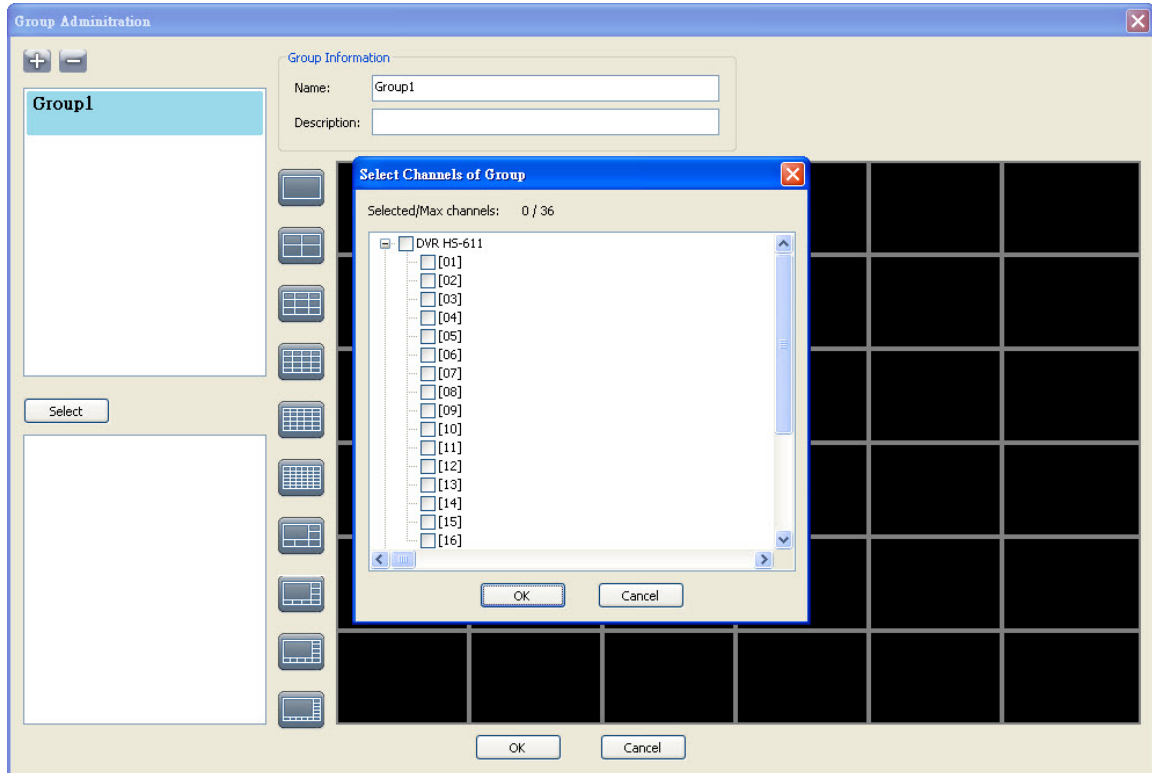 Group Adminitration
Group Information
Name: Group1
Description:
Group1
Select
Select Channels of Group
Selected/Max channels: 0 / 36
DVR HS-611
[01]
[02]
[03]
[04]
[05]
[06]
[07]
[08]
[09]
[10]
[11]
[12]
[13]
[14]
[15]
[16]
OK Cancel
OK Cancel